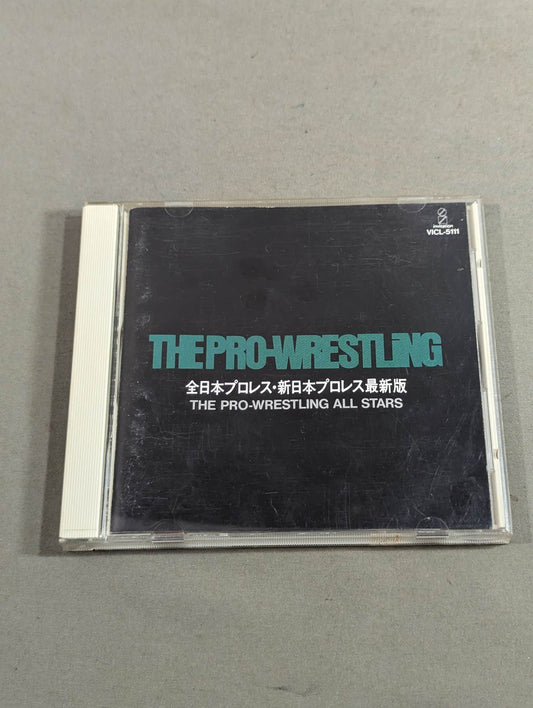 invitation
VICL-5111
THE PRO-WRESTLiNG
全日本プロレス・新日本プロレス最新版
THE PRO-WRESTLING ALL STARS